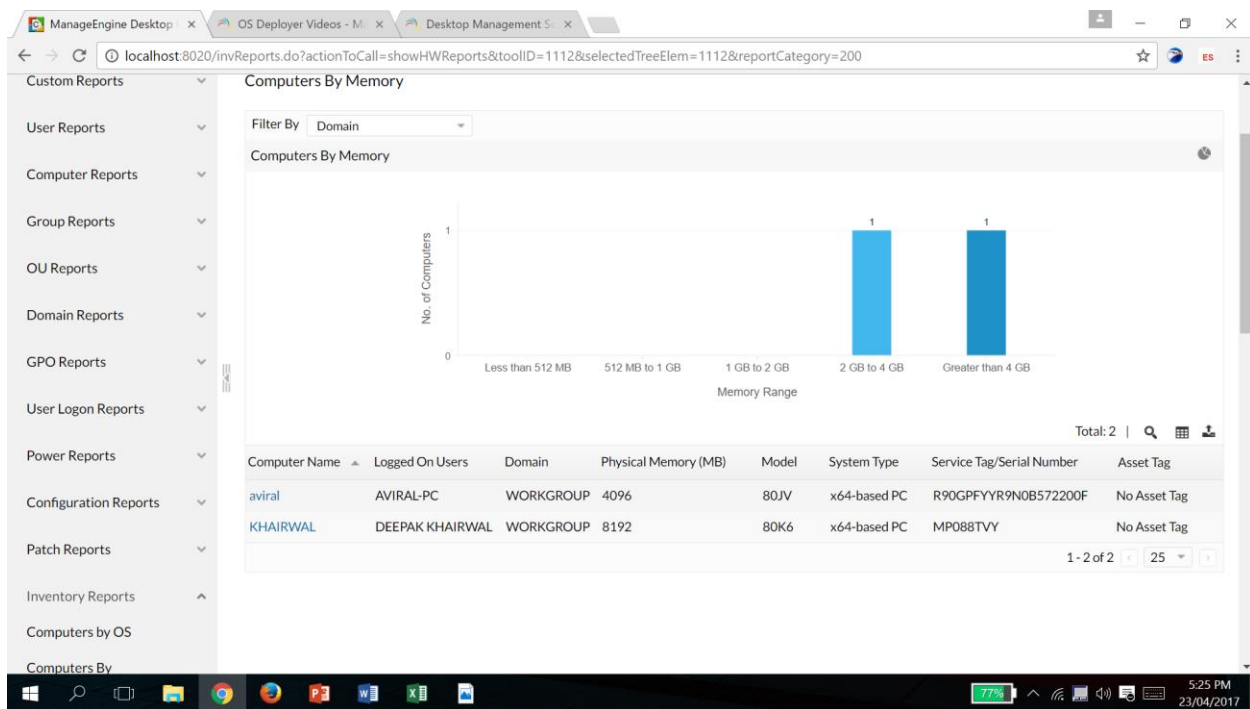 ManageEngine Desktop
OS Deployer Videos - M
Desktop Management S
localhost:8020/invReports.do?actionToCall=showHWReports&toolID=1112&selectedTreeElem=1112&reportCategory=200
ES
Custom Reports
User Reports
Computer Reports
Group Reports
OU Reports
Domain Reports
GPO Reports
User Logon Reports
Power Reports
Configuration Reports
Patch Reports
Inventory Reports
Computers by OS
Computers By
Computers By Memory
Filter By Domain
Computers By Memory
No. of Computers
1
0
1
1
Less than 512 MB 512 MB to 1 GB 1 GB to 2 GB 2 GB to 4 GB Greater than 4 GB
Memory Range
Total: 2 |
Computer Name Logged On Users Domain Physical Memory (MB) Model System Type Service Tag/Serial Number Asset Tag
aviral AVIRAL-PC WORKGROUP 4096 80JV x64-based PC R90GPFYYR9N0B572200F No Asset Tag
KHAIRWAL DEEPAK KHAIRWAL WORKGROUP 8192 80K6 x64-based PC MP088TVY No Asset Tag
1 - 2 of 2 25
77%
5:25 PM
23/04/2017